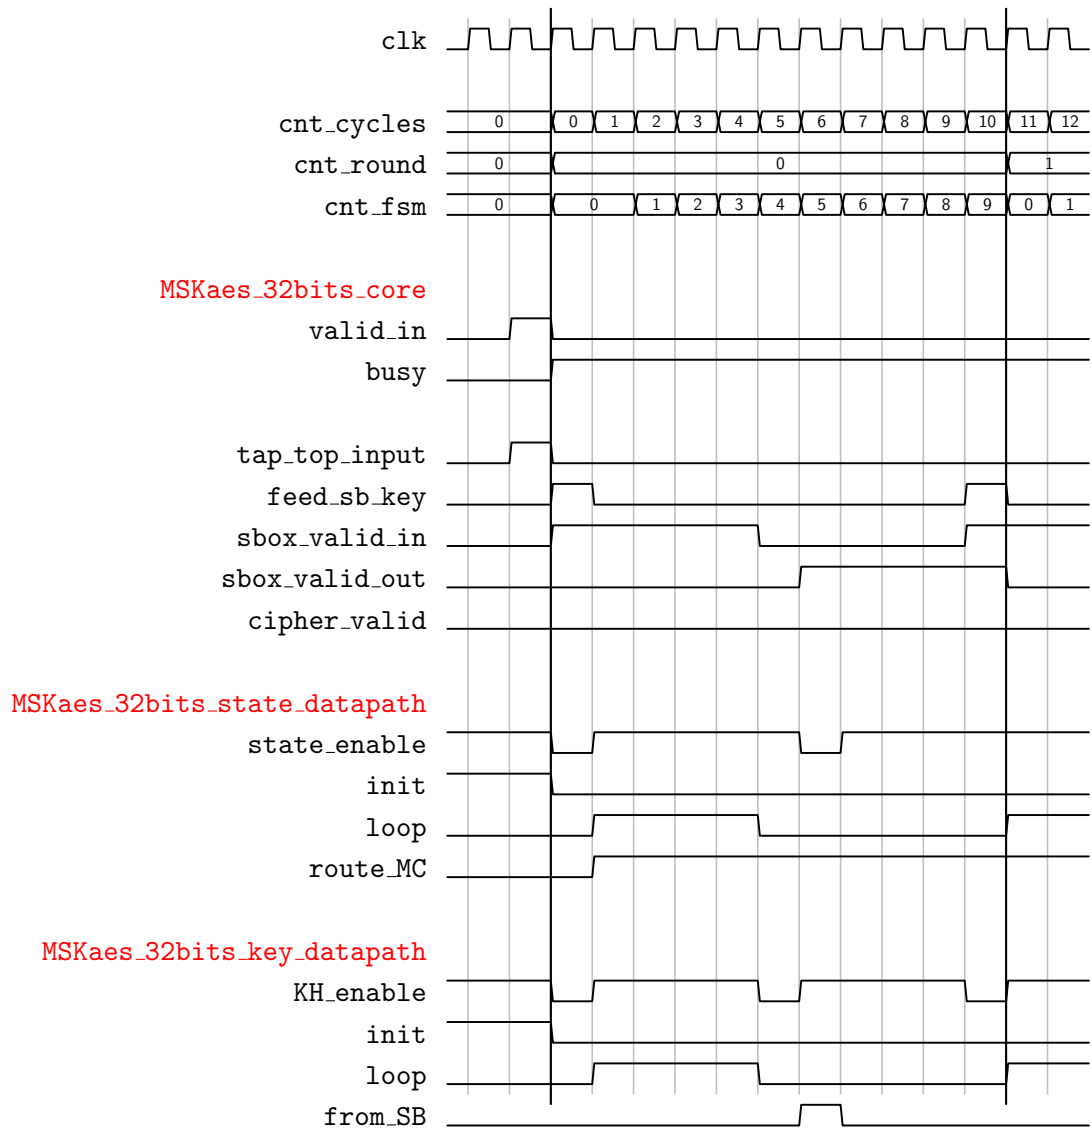 clk
cnt_cycles 0 0 1 2 3 4 5 6 7 8 9 10 11 12
cnt_round 0 0 1
cnt_fsm 0 0 1 2 3 4 5 6 7 8 9 0 1
MSKaes_32bits_core
valid_in
busy
tap_top_input
feed_sb_key
sbox_valid_in
sbox_valid_out
cipher_valid
MSKaes_32bits_state_datapath
state_enable
init
loop
route_MC
MSKaes_32bits_key_datapath
KH_enable
init
loop
from_SB